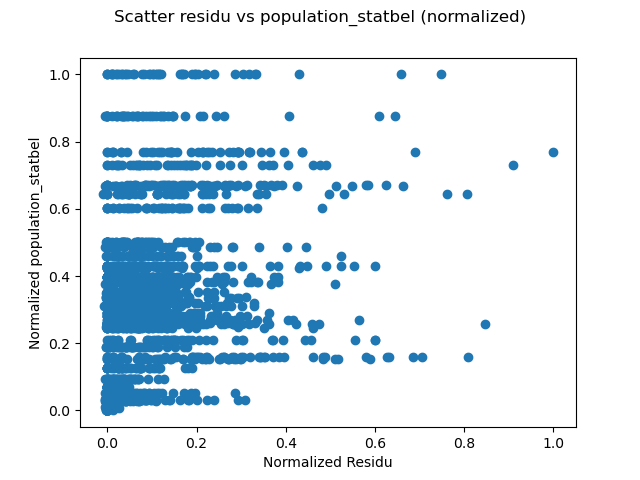 Scatter residu vs population_statbel (normalized)
1.0
0.8
0.6
0.4
0.2
0.0
Normalized population_statbel
0.0 0.2 0.4 0.6 0.8 1.0
Normalized Residu